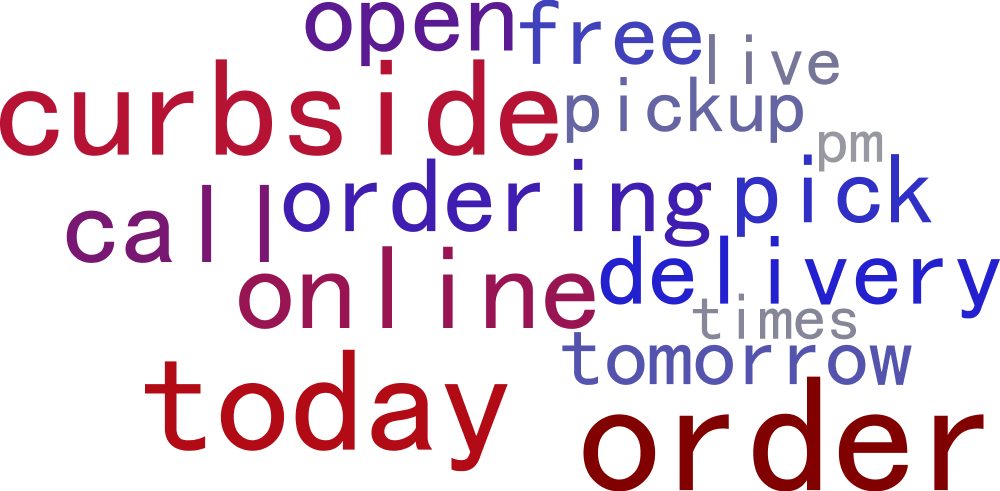 open free
live
curbside pickup
pm
call ordering pick
online delivery
times
tomorrow
today
order